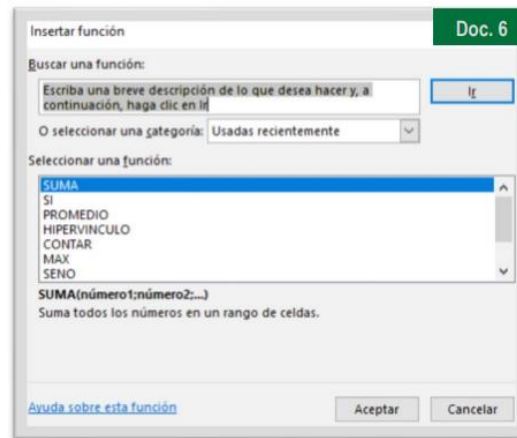 Insertar función
Doc. 6
Buscar una función:
Escriba una breve descripción de lo que desea hacer y, a
continuación, haga clic en Ir
Ir
O seleccionar una categoría: Usadas recientemente
Seleccionar una función:
SUMA
SI
PROMEDIO
HIPERVINCULO
CONTAR
MAX
SENO
SUMA(número1;número2;...)
Suma todos los números en un rango de celdas.
Ayuda sobre esta función
Aceptar
Cancelar